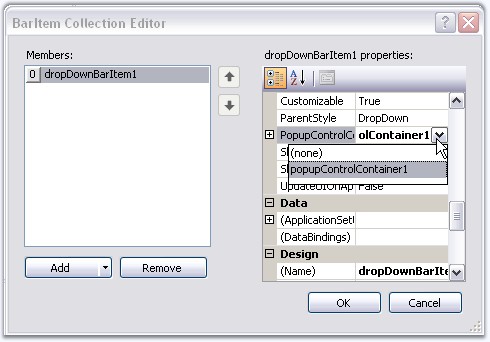 BarItem Collection Editor
Members:
0 dropDownBarItem1
Add
Remove
dropDownBarItem1 properties:
Customizable True
ParentStyle DropDown
PopupControlCo olContainer1
(none)
popupControlContainer1
UpdateUIOnAp False
Data
(ApplicationSett
(DataBindings)
Design
(Name) dropDownBarIte
OK
Cancel